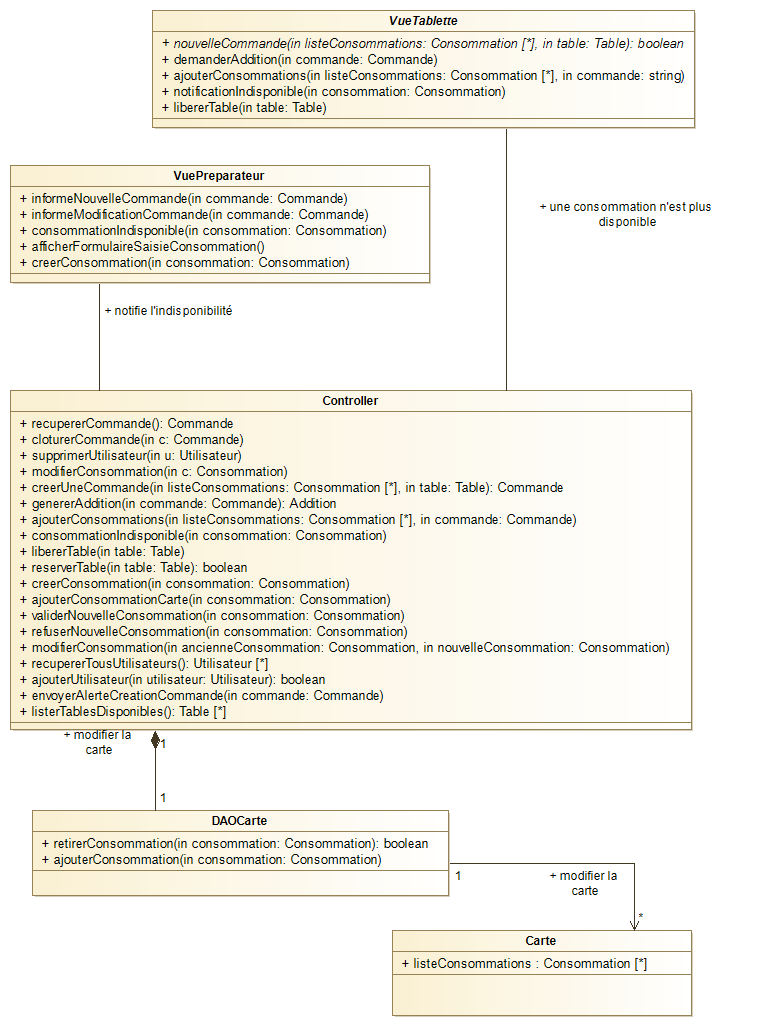 VueTablette
+ nouvelleCommande(in listeConsommations: Consommation [*], in table: Table): boolean
+ demanderAddition(in commande: Commande)
+ ajouterConsommations(in listeConsommations: Consommation [*], in commande: string)
+ notificationIndisponible(in consommation: Consommation)
+ libererTable(in table: Table)
VuePreparateur
+ informeNouvelleCommande(in commande: Commande)
+ informeModificationCommande(in commande: Commande)
+ consommationIndisponible(in consommation: Consommation)
+ afficherFormulaireSaisieConsommation()
+ creerConsommation(in consommation: Consommation)
+ une consommation n'est plus
disponible
+ notifie l'indisponibilité
Controller
+ recupererCommande(): Commande
+ cloturerCommande(in c: Commande)
+ supprimerUtilisateur(in u: Utilisateur)
+ modifierConsommation(in c: Consommation)
+ creerUneCommande(in listeConsommations: Consommation [*], in table: Table): Commande
+ genererAddition(in commande: Commande): Addition
+ ajouterConsommations(in listeConsommations: Consommation [*], in commande: Commande)
+ consommationIndisponible(in consommation: Consommation)
+ libererTable(in table: Table)
+ reserverTable(in table: Table): boolean
+ creerConsommation(in consommation: Consommation)
+ ajouterConsommationCarte(in consommation: Consommation)
+ validerNouvelleConsommation(in consommation: Consommation)
+ refuserNouvelleConsommation(in consommation: Consommation)
+ modifierConsommation(in ancienneConsommation: Consommation, in nouvelleConsommation: Consommation)
+ recupererTousUtilisateurs(): Utilisateur [*]
+ ajouterUtilisateur(in utilisateur: Utilisateur): boolean
+ envoyerAlerteCreationCommande(in commande: Commande)
+ listerTablesDisponibles(): Table [*]
+ modifier la
carte
1
1
DAOCarte
+ retirerConsommation(in consommation: Consommation): boolean
+ ajouterConsommation(in consommation: Consommation)
1
+ modifier la
carte
*
Carte
+ listeConsommations : Consommation [*]